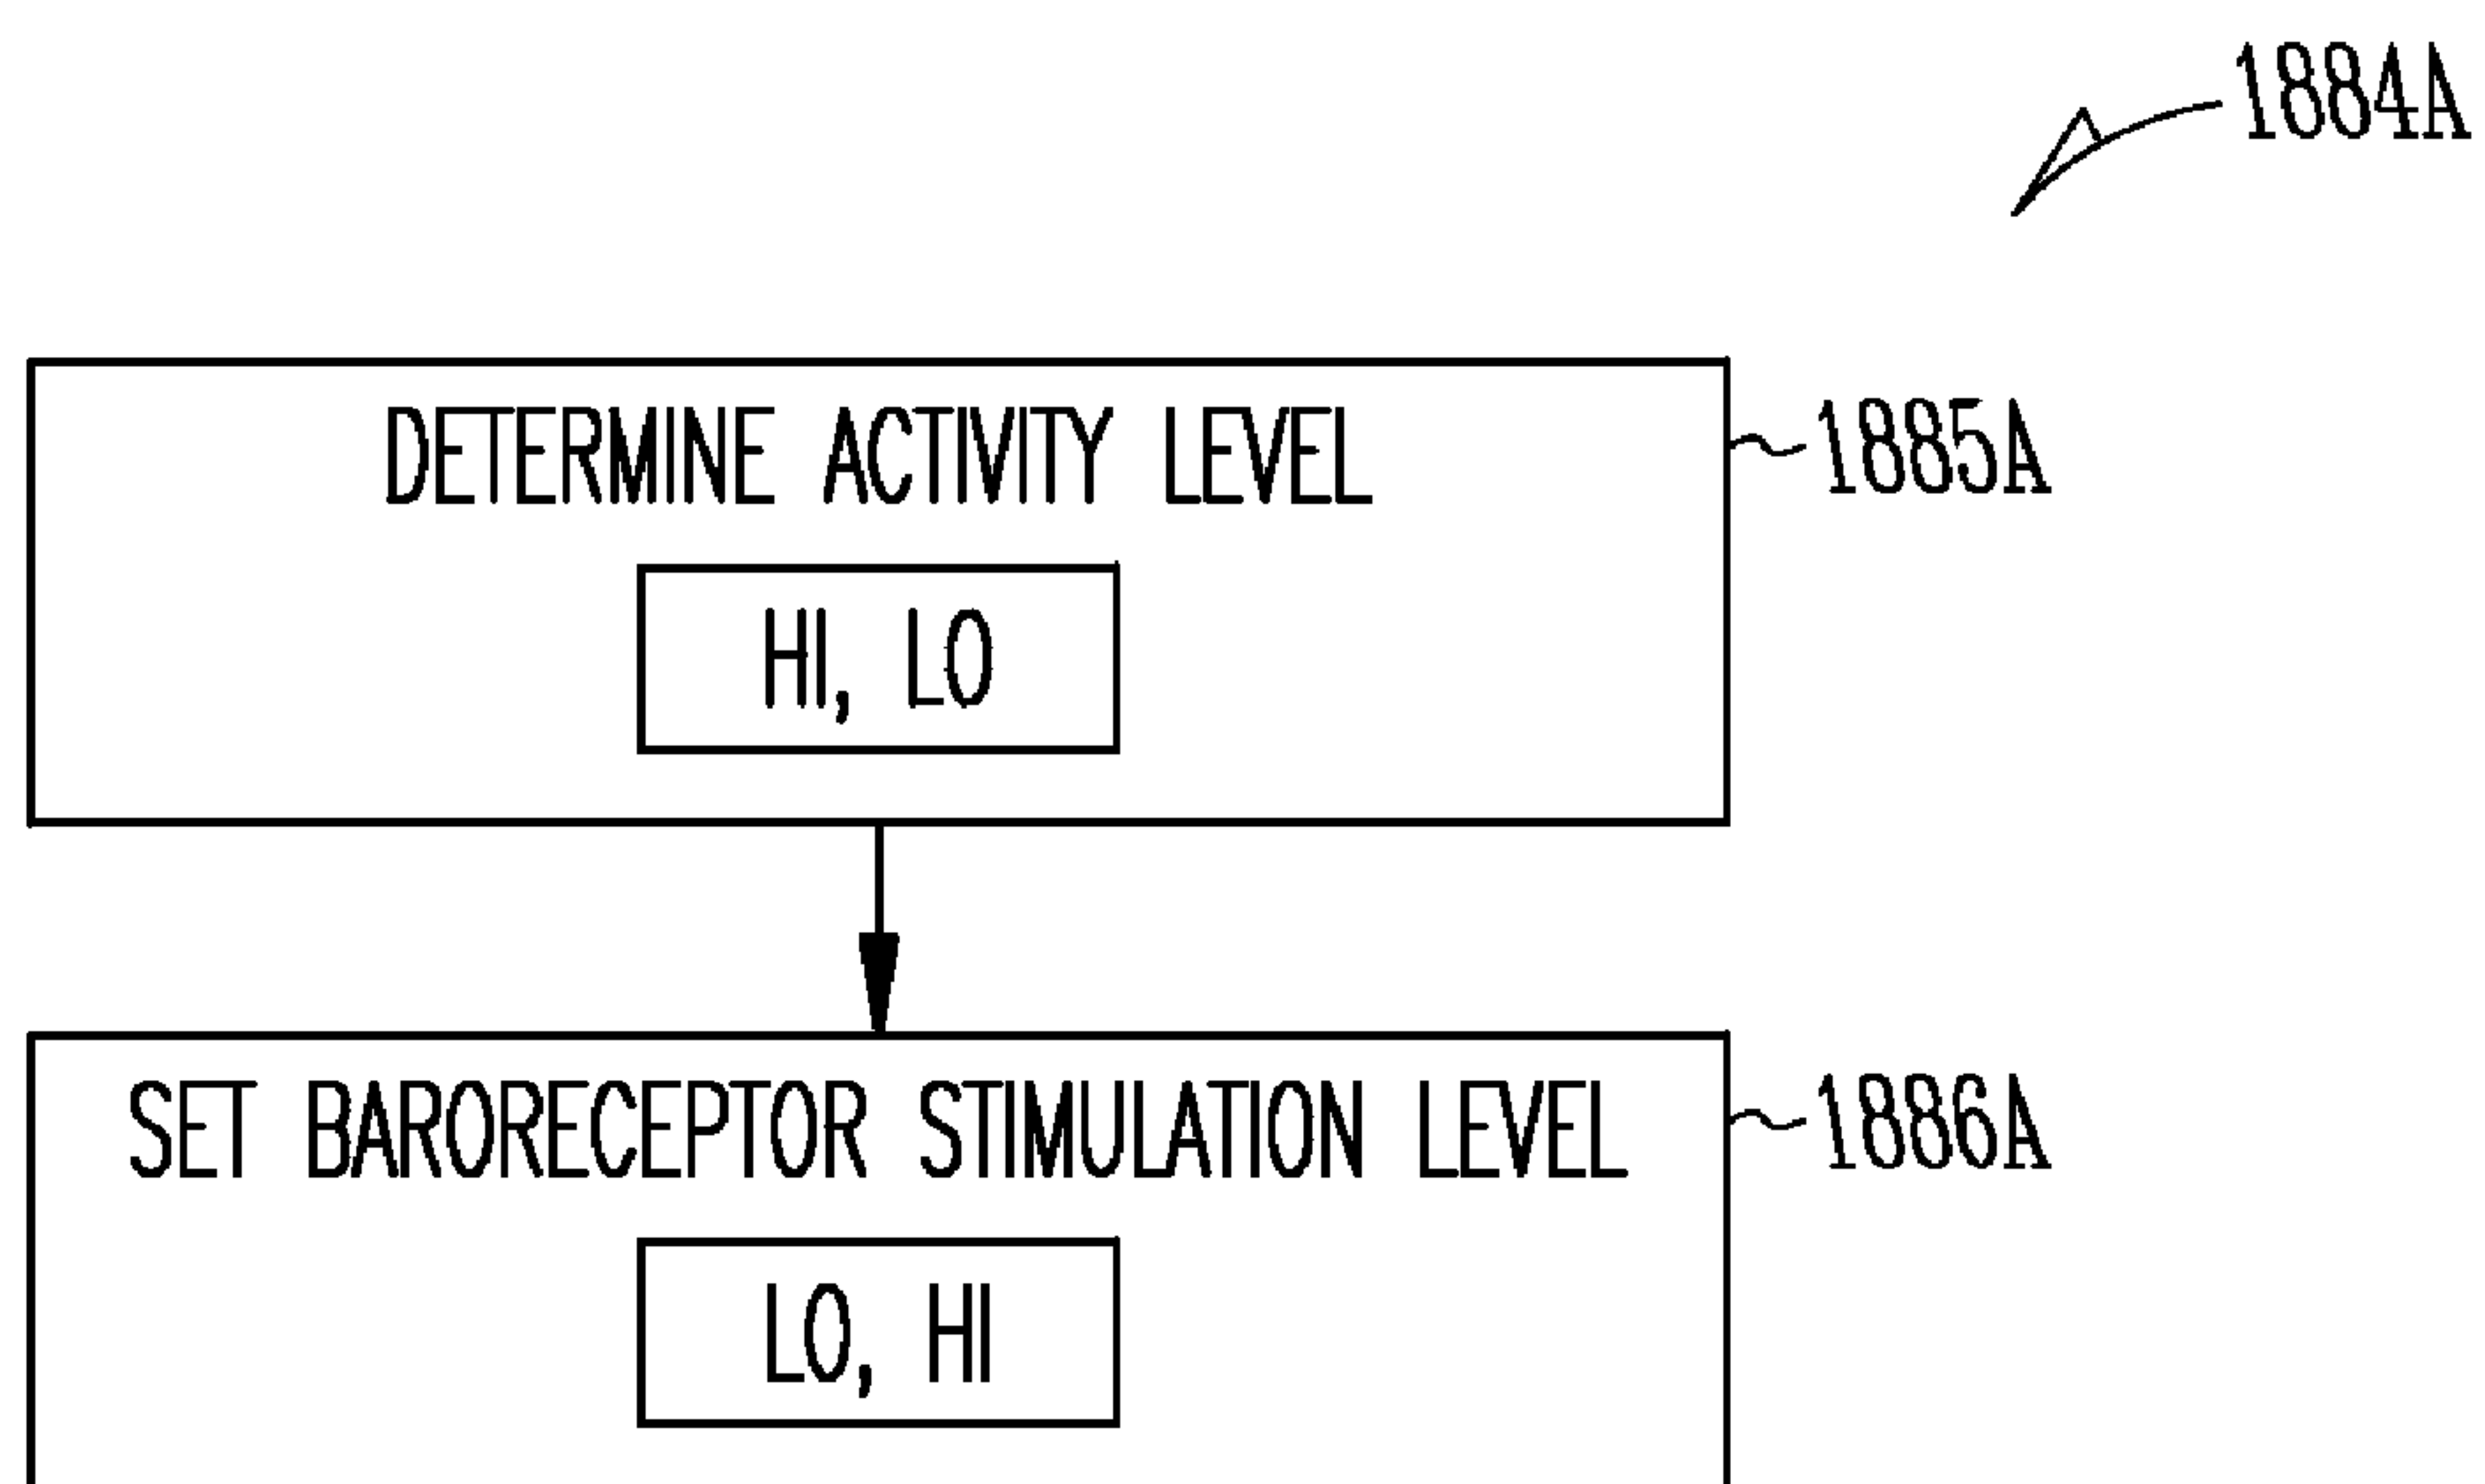 1884A
DETERMINE ACTIVITY LEVEL
1885A
HI, LO
SET BARORECEPTOR STIMULATION LEVEL
1886A
LO, HI